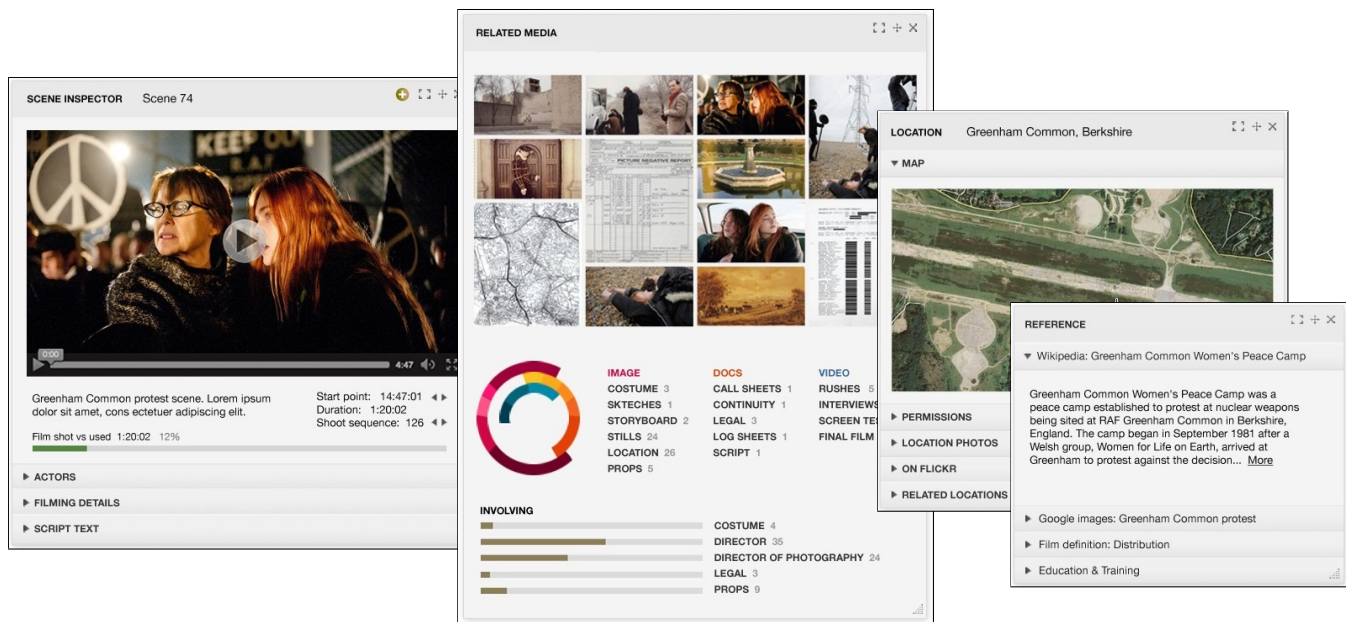 SCENE INSPECTOR Scene 74
KEEP OUT
R.A.F
0:00
4:47
Greenham Common protest scene. Lorem ipsum
dolor sit amet, cons ectetuer adipiscing elit.
Film shot vs used 1:20:02 12%
Start point: 14:47:01
Duration: 1:20:02
Shoot sequence: 126
ACTORS
FILMING DETAILS
SCRIPT TEXT
RELATED MEDIA
PICTURE NEGATIVE REPORT
IMAGE
COSTUME 3
SKTECHES 1
STORYBOARD 2
STILLS 24
LOCATION 26
PROPS 5
DOCS
CALL SHEETS 1
CONTINUITY 1
LEGAL 3
LOG SHEETS 1
SCRIPT 1
VIDEO
RUSHES 5
INTERVIEWS
SCREEN TES
FINAL FILM
INVOLVING
COSTUME 4
DIRECTOR 35
DIRECTOR OF PHOTOGRAPHY 24
LEGAL 3
PROPS 9
LOCATION Greenham Common, Berkshire
MAP
PERMISSIONS
LOCATION PHOTOS
ON FLICKR
RELATED LOCATIONS
REFERENCE
Wikipedia: Greenham Common Women's Peace Camp
Greenham Common Women's Peace Camp was a
peace camp established to protest at nuclear weapons
being sited at RAF Greenham Common in Berkshire,
England. The camp began in September 1981 after a
Welsh group, Women for Life on Earth, arrived at
Greenham to protest against the decision... More
Google images: Greenham Common protest
Film definition: Distribution
Education & Training